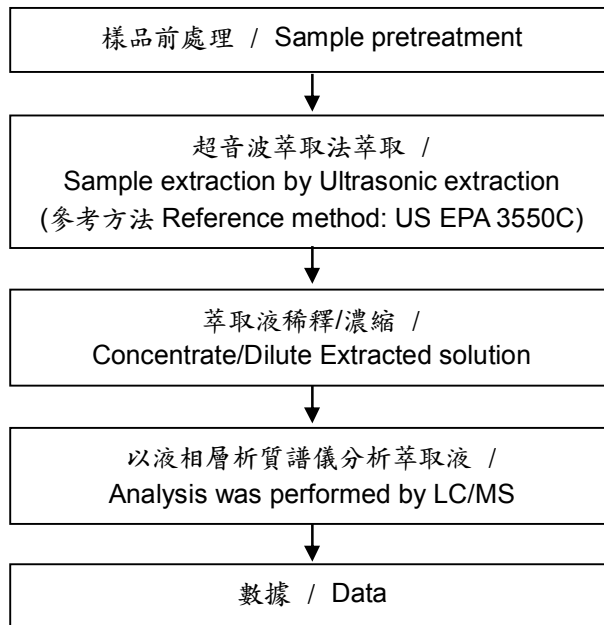 樣品前處理 / Sample pretreatment
超音波萃取法萃取 /
Sample extraction by Ultrasonic extraction
(參考方法 Reference method: US EPA 3550C)
萃取液稀釋/濃縮 /
Concentrate/Dilute Extracted solution
以液相層析質譜儀分析萃取液 /
Analysis was performed by LC/MS
數據 / Data